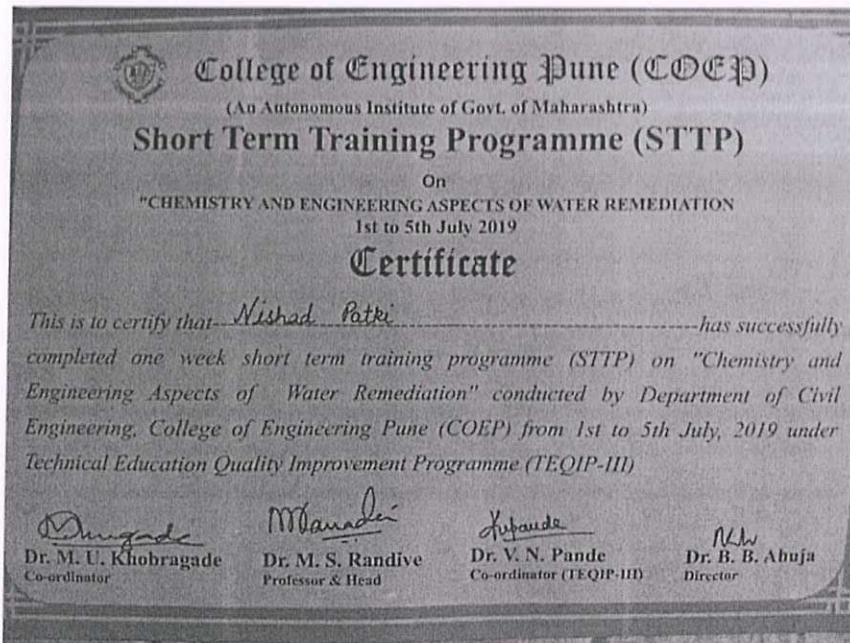 College of Engineering Pune (COEP)
(An Autonomous Institute of Govt. of Maharashtra)
Short Term Training Programme (STTP)
On
"CHEMISTRY AND ENGINEERING ASPECTS OF WATER REMEDIATION
1st to 5th July 2019
Certificate
This is to certify that Nishad Patki has successfully
completed one week short term training programme (STTP) on "Chemistry and
Engineering Aspects of Water Remediation" conducted by Department of Civil
Engineering, College of Engineering Pune (COEP) from 1st to 5th July, 2019 under
Technical Education Quality Improvement Programme (TEQIP-III)
Dr. M. U. Khobragade
Co-ordinator
Dr. M. S. Randive
Professor & Head
Dr. V. N. Pande
Co-ordinator (TEQIP-III)
Dr. B. B. Ahuja
Director